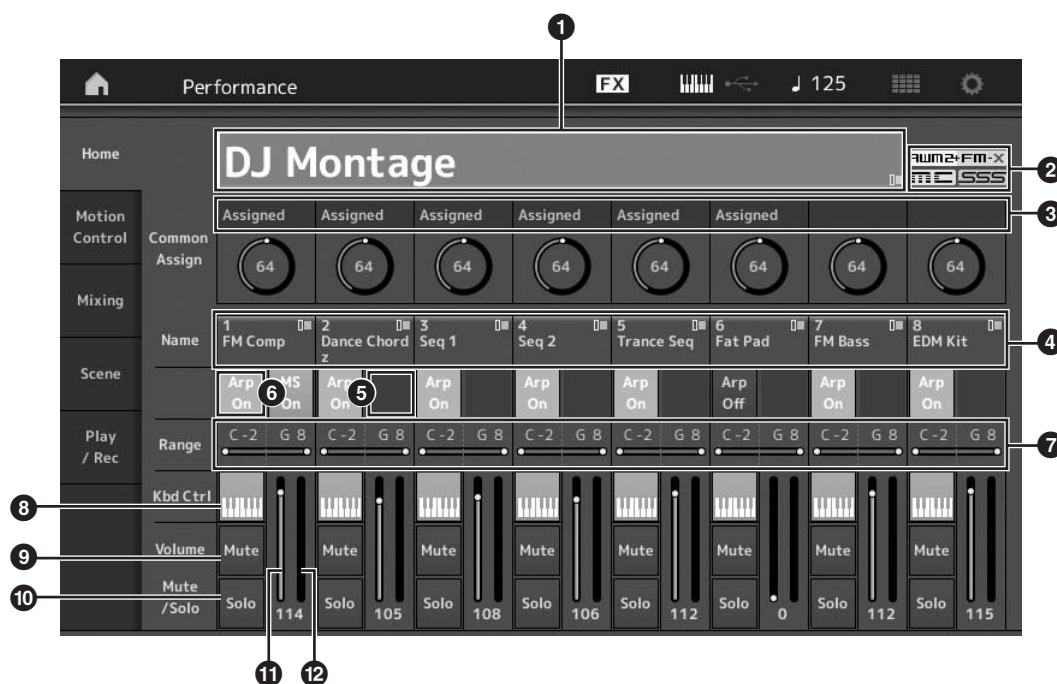 1
Performance
FX
125
Home
DJ Montage
AWM2+FM-X
MC SSS
2
Motion
Control
Common
Assign
Assigned Assigned Assigned Assigned Assigned Assigned
3
64 64 64 64 64 64 64 64
Mixing
Name
1 FM Comp
2 Dance Chord
z
3 Seq 1
4 Seq 2
5 Trance Seq
6 Fat Pad
7 FM Bass
8 EDM Kit
4
Scene
Arp On
6
MS On
Arp On
5
Arp On
Arp On
Arp On
Arp Off
Arp On
Arp On
Play
/ Rec
Range
C -2 G 8 C -2 G 8 C -2 G 8 C -2 G 8 C -2 G 8 C -2 G 8 C -2 G 8 C -2 G 8
7
8
Kbd Ctrl
9
Volume
Mute Mute Mute Mute Mute Mute Mute Mute
10
Mute
/Solo
Solo Solo Solo Solo Solo Solo Solo Solo
114 105 108 106 112 0 112 115
11 12